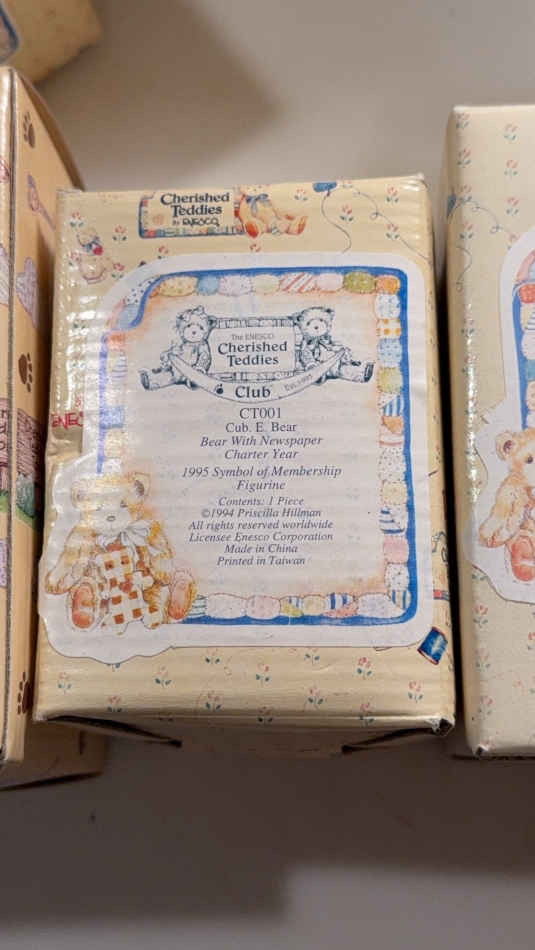 Cherished
Teddies
by ENESCO
The ENESCO
Cherished
Teddies
Club
Est. 1995
CT001
Cub. E. Bear
Bear With Newspaper
Charter Year
1995 Symbol of Membership
Figurine
Contents: 1 Piece
©1994 Priscilla Hillman
All rights reserved worldwide
Licensee Enesco Corporation
Made in China
Printed in Taiwan